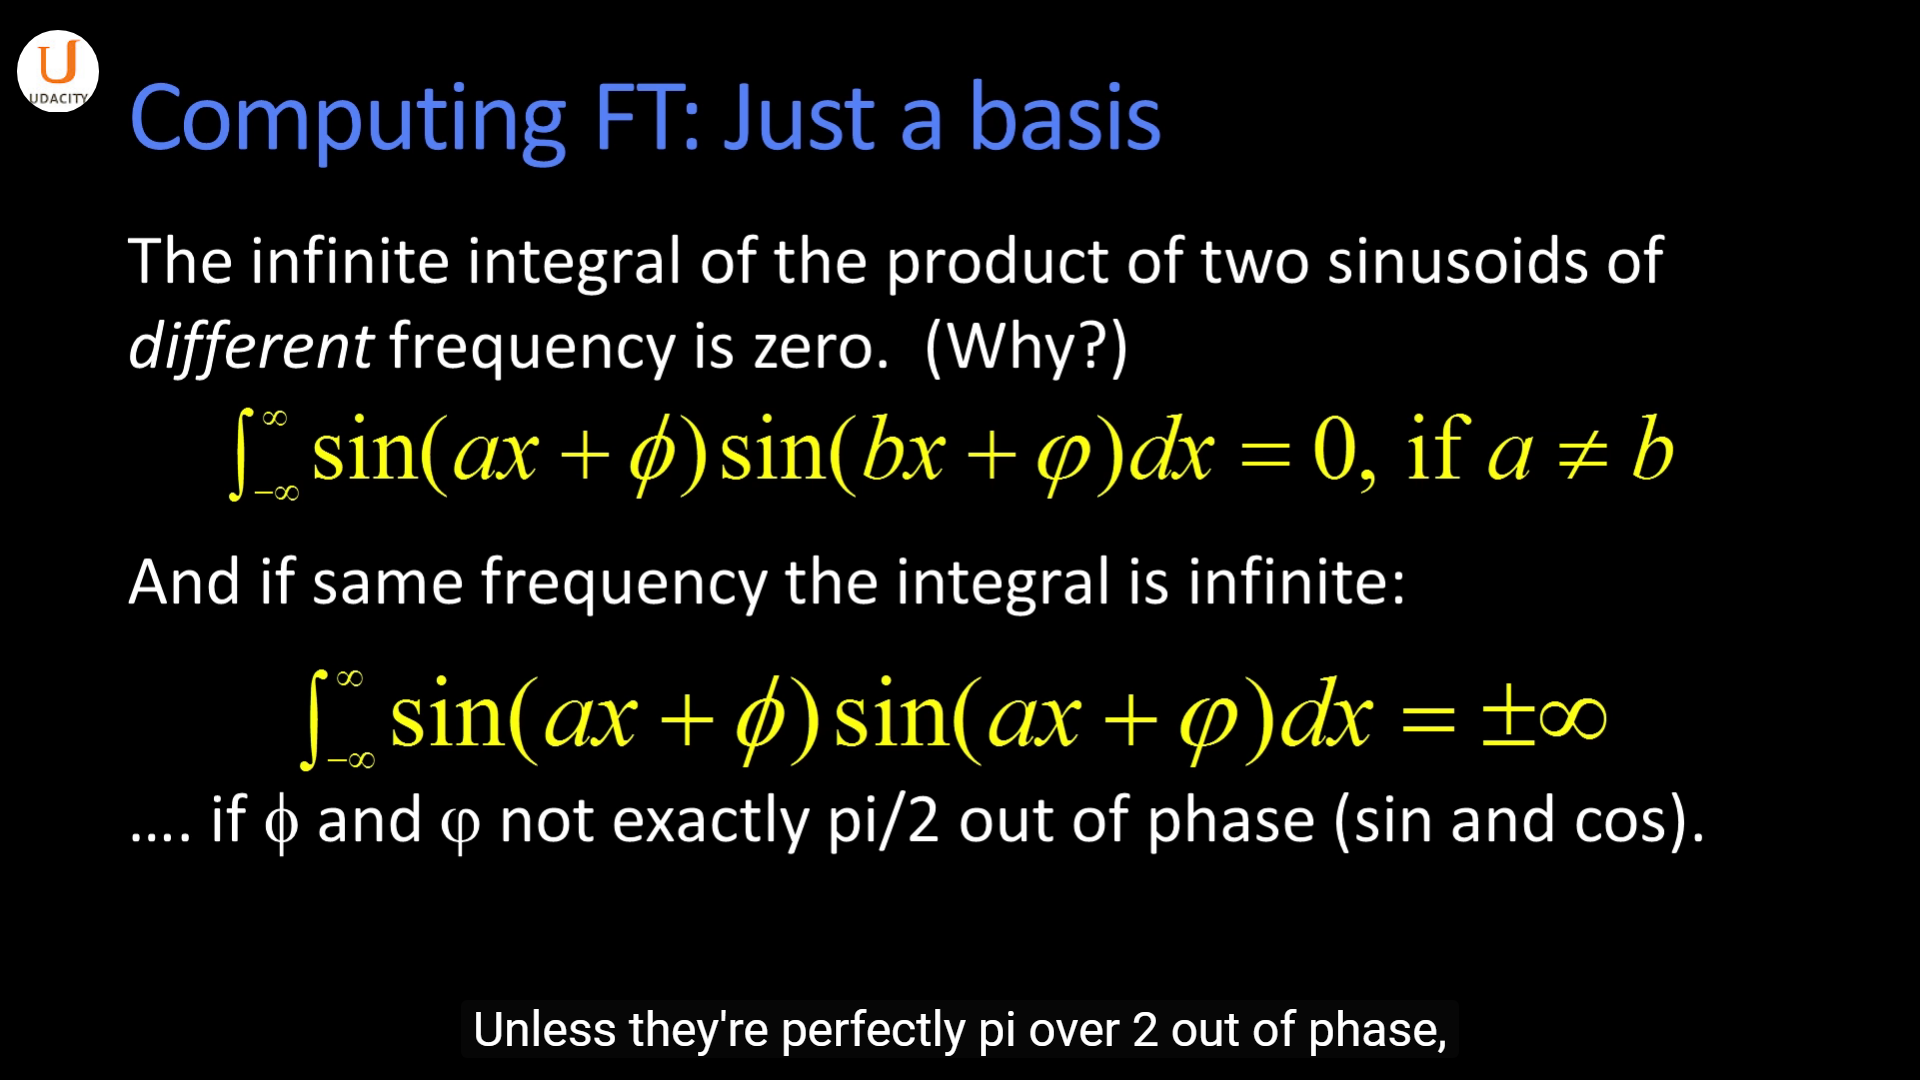 U
UDACITY
Computing FT: Just a basis
The infinite integral of the product of two sinusoids of
different frequency is zero.  (Why?)
∫_{-∞}^{∞} sin(ax + ϕ) sin(bx + φ)dx = 0, if a ≠ b
And if same frequency the integral is infinite:
∫_{-∞}^{∞} sin(ax + ϕ) sin(ax + φ)dx = ±∞
.... if ϕ and φ not exactly pi/2 out of phase (sin and cos).
Unless they're perfectly pi over 2 out of phase,